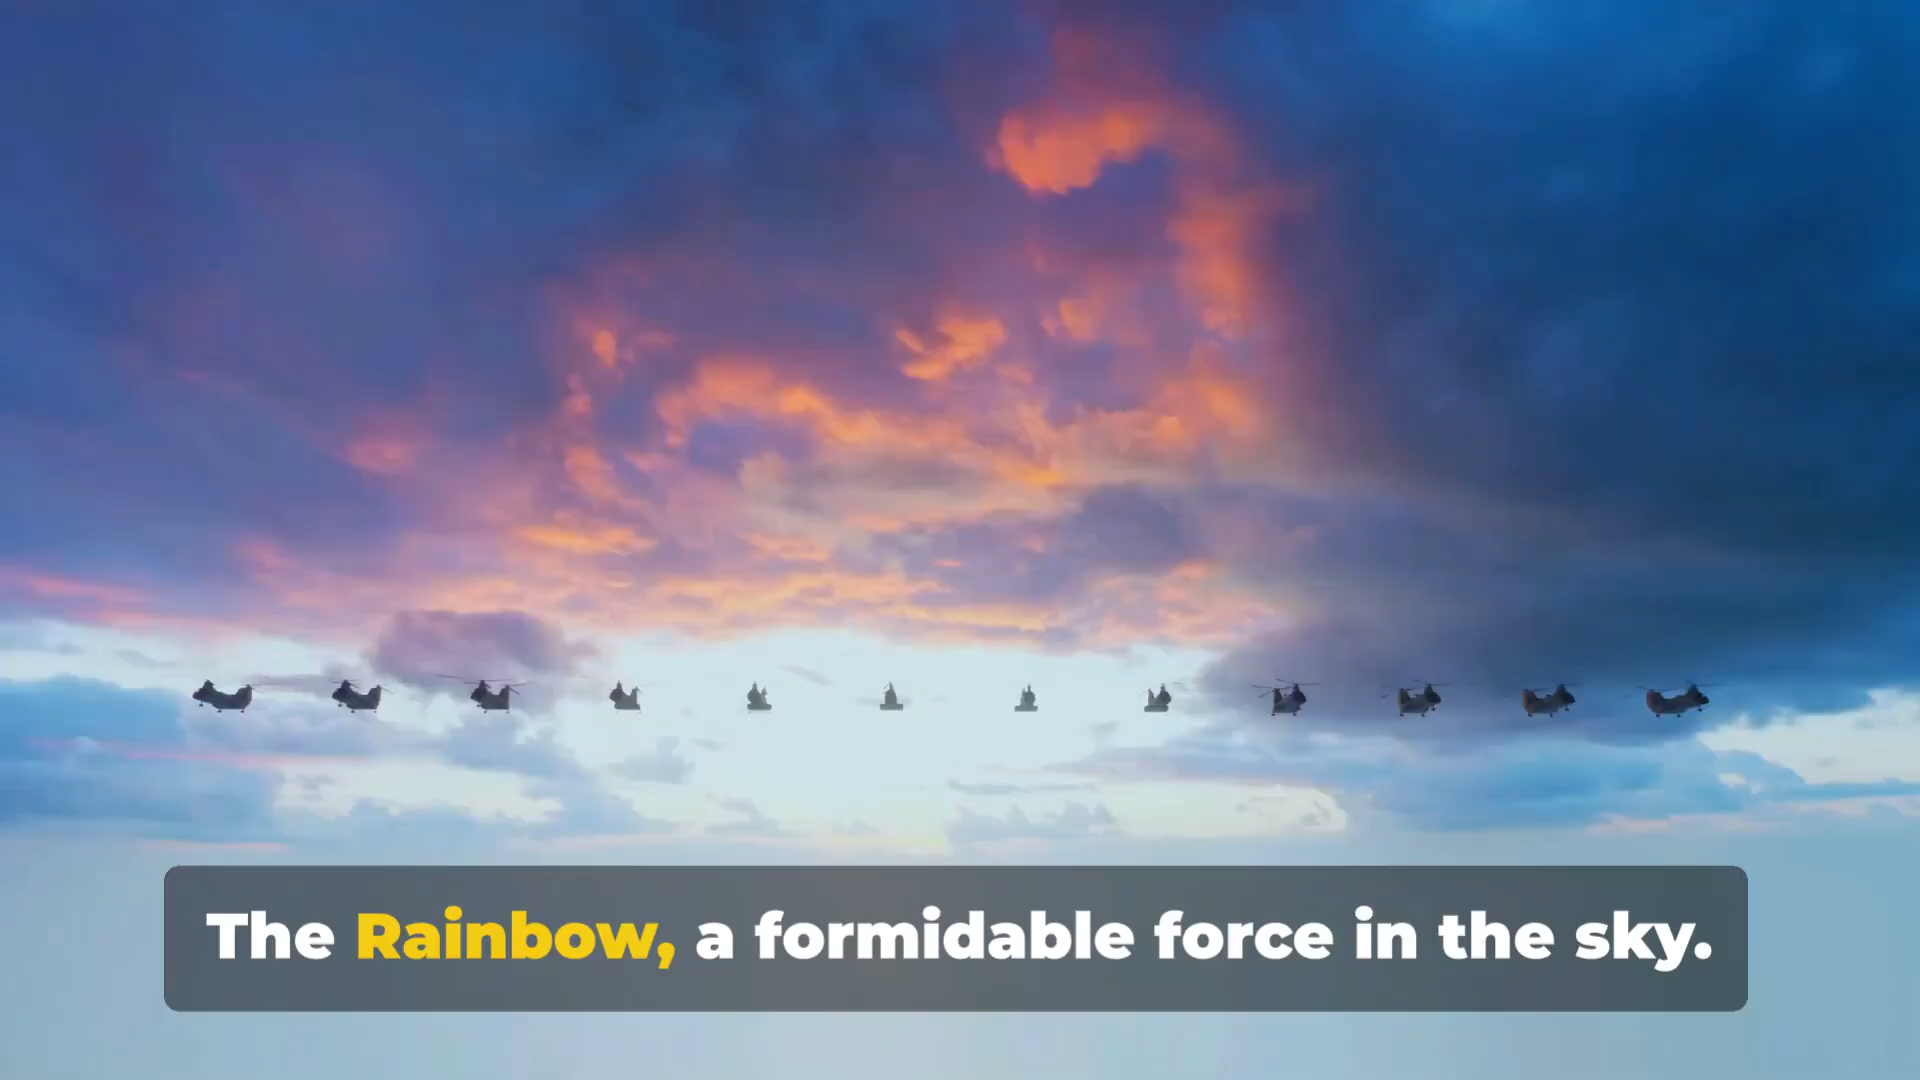 The Rainbow, a formidable force in the sky.